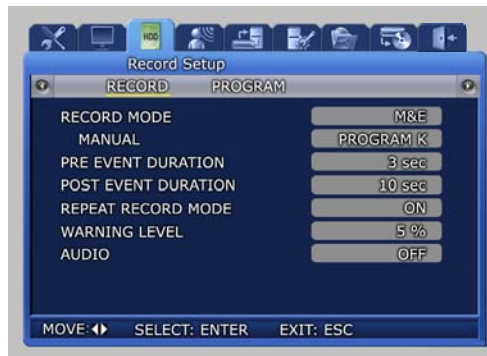 HDD
Record Setup
RECORD PROGRAM
RECORD MODE M&E
MANUAL PROGRAM K
PRE EVENT DURATION 3 sec
POST EVENT DURATION 10 sec
REPEAT RECORD MODE ON
WARNING LEVEL 5 %
AUDIO OFF
MOVE: SELECT: ENTER EXIT: ESC